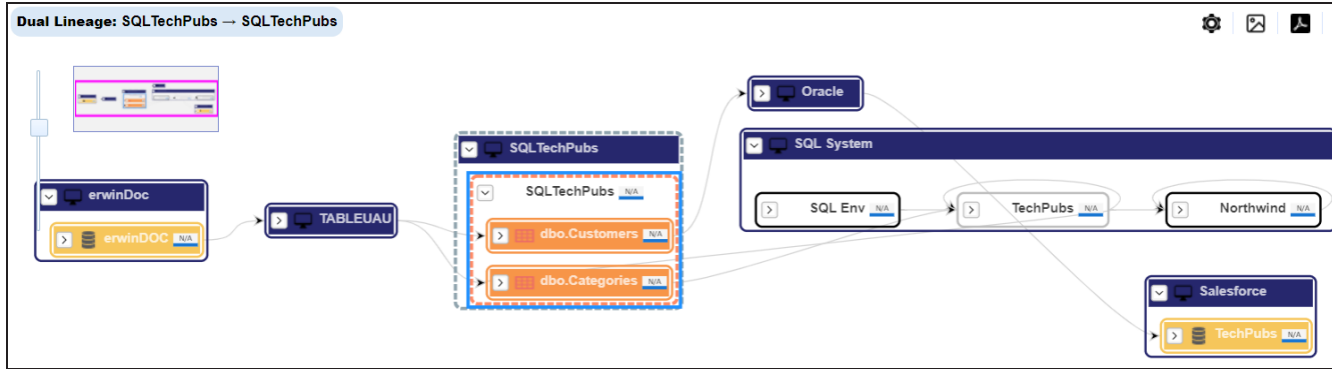 Dual Lineage: SQLTechPubs → SQLTechPubs
erwinDoc
erwinDOC N/A
TABLEUAU
SQLTechPubs
SQLTechPubs N/A
dbo.Customers N/A
dbo.Categories N/A
Oracle
SQL System
SQL Env N/A
TechPubs N/A
Northwind N/A
Salesforce
TechPubs N/A